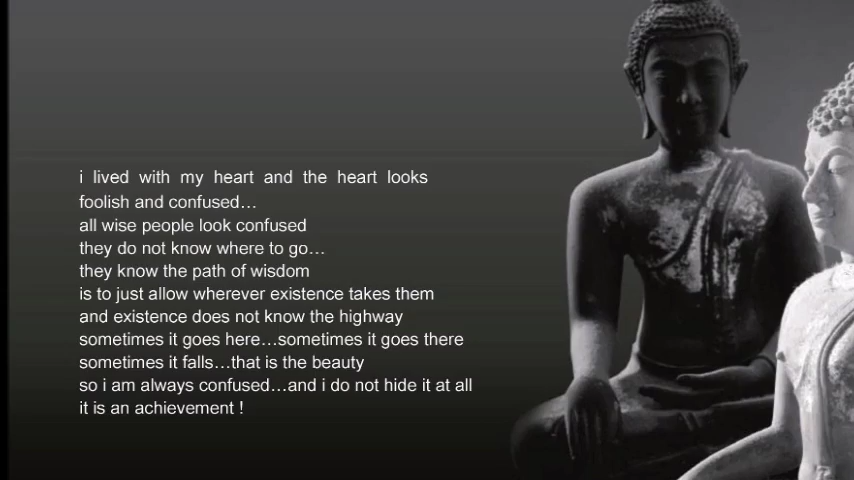 i lived with my heart and the heart looks
foolish and confused…
all wise people look confused
they do not know where to go…
they know the path of wisdom
is to just allow wherever existence takes them
and existence does not know the highway
sometimes it goes here…sometimes it goes there
sometimes it falls…that is the beauty
so i am always confused…and i do not hide it at all
it is an achievement !